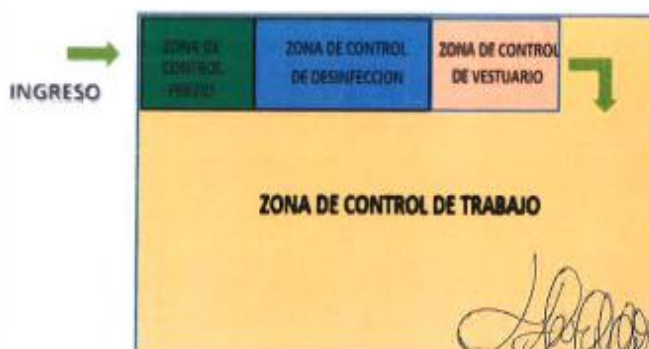 INGRESO
ZONA DE
CONTROL
PREVIO
ZONA DE CONTROL
DE DESINFECCION
ZONA DE CONTROL
DE VESTUARIO
ZONA DE CONTROL DE TRABAJO